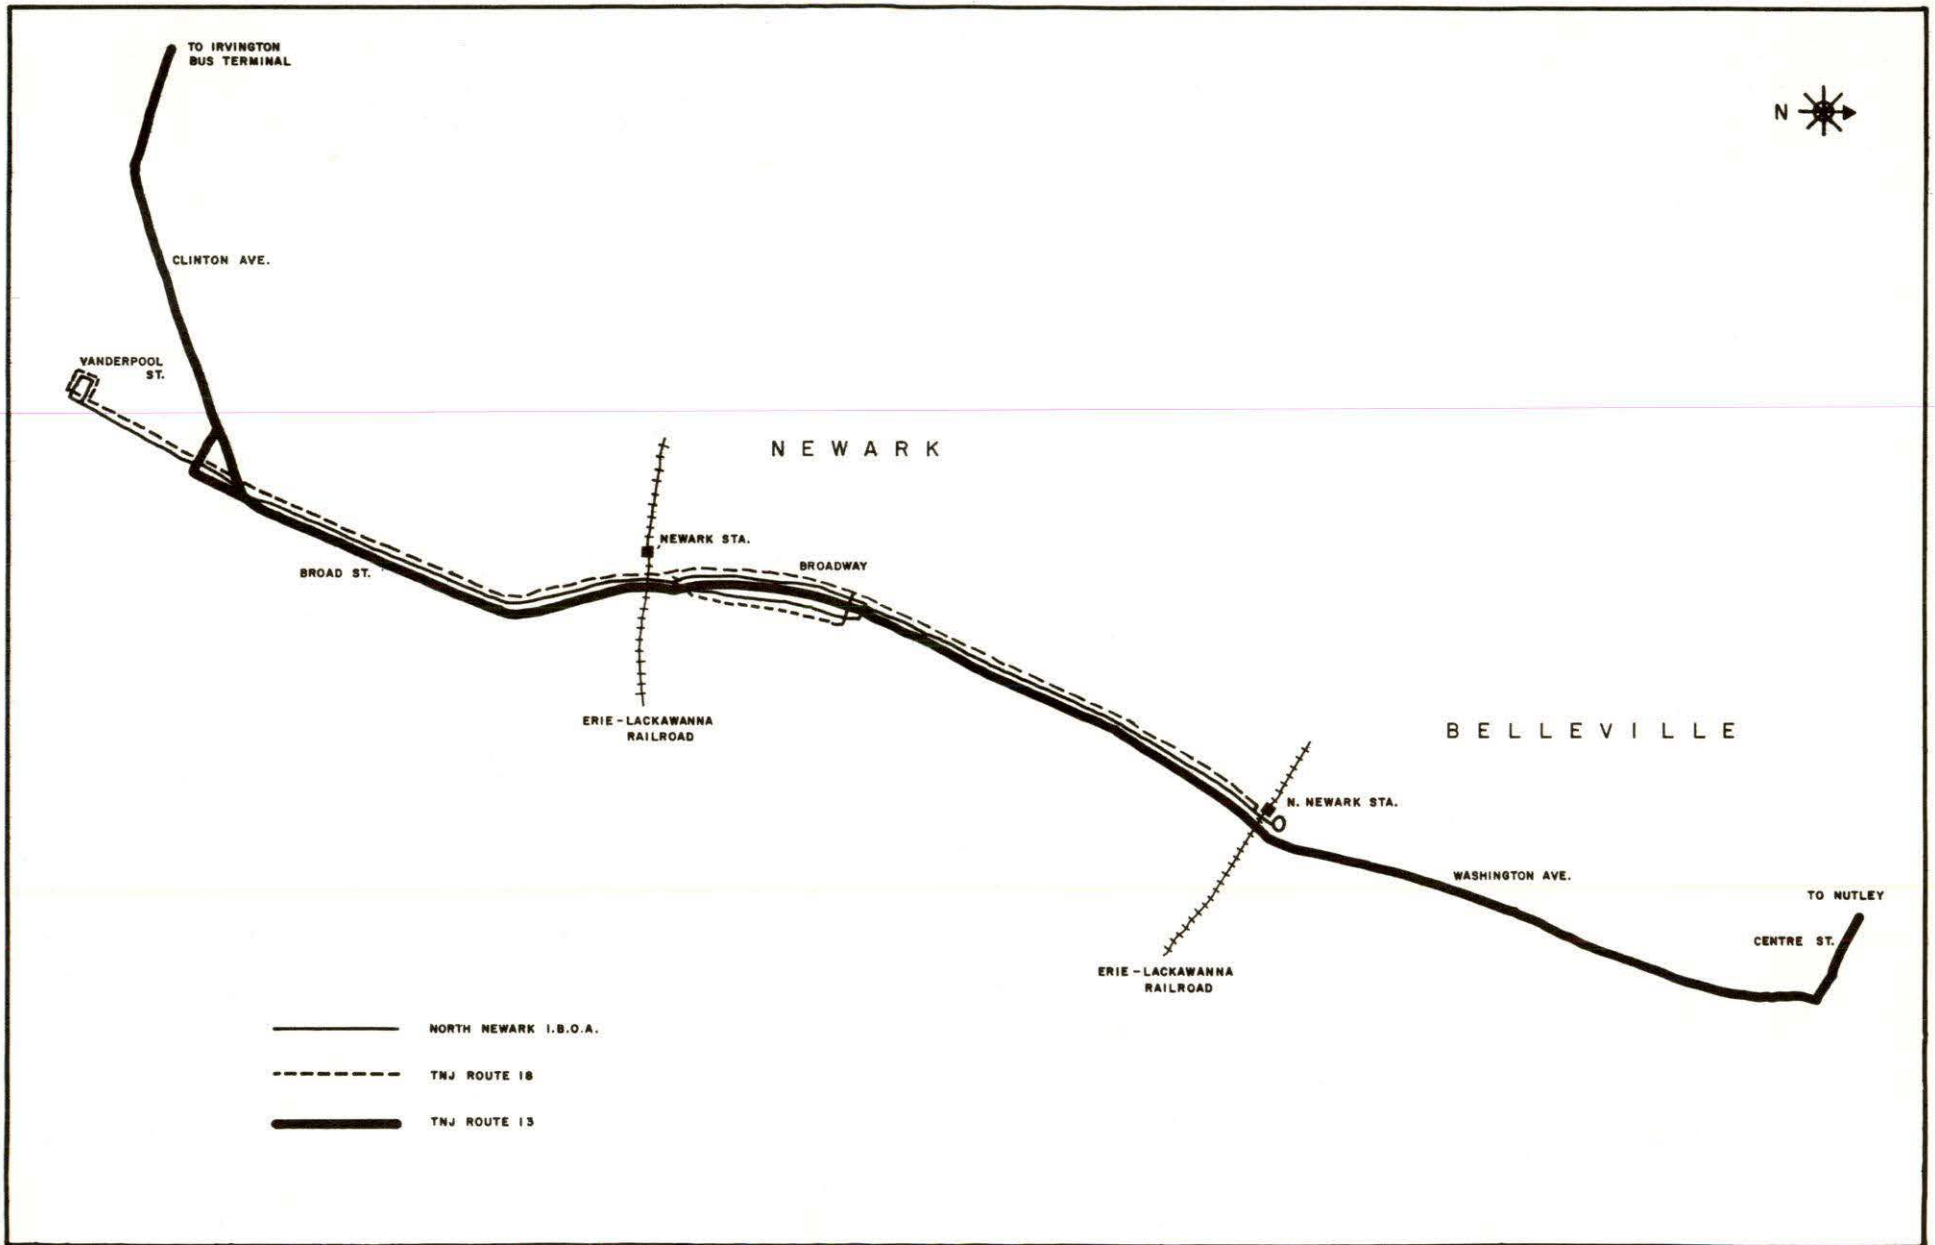 TO IRVINGTON
BUS TERMINAL
N
CLINTON AVE.
VANDERPOOL
ST.
NEWARK
NEWARK STA.
BROADWAY
BROAD ST.
ERIE-LACKAWANNA
RAILROAD
BELLEVILLE
N. NEWARK STA.
WASHINGTON AVE.
TO NUTLEY
CENTRE ST.
ERIE-LACKAWANNA
RAILROAD
NORTH NEWARK I.B.O.A.
TNJ ROUTE 18
TNJ ROUTE 13